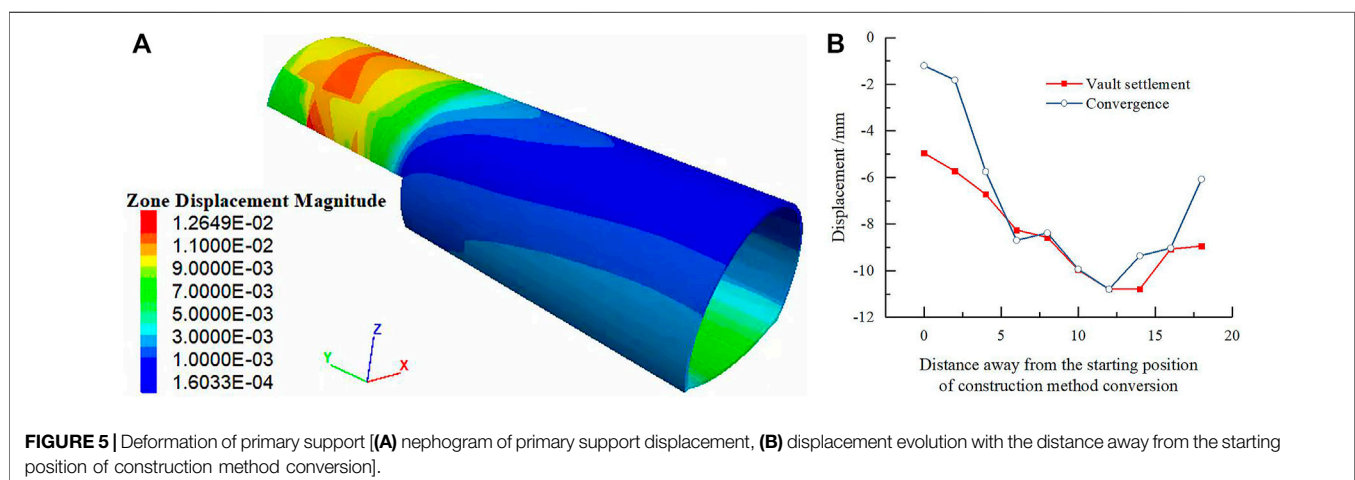 A
Zone Displacement Magnitude
1.2649E-02
1.1000E-02
9.0000E-03
7.0000E-03
5.0000E-03
3.0000E-03
1.0000E-03
1.6033E-04
Z
Y
X
B
0
-2
-4
-6
-8
-10
-12
Displacement /mm
Vault settlement
Convergence
0 5 10 15 20
Distance away from the starting position
of construction method conversion
FIGURE 5 | Deformation of primary support [(A) nephogram of primary support displacement, (B) displacement evolution with the distance away from the starting
position of construction method conversion].